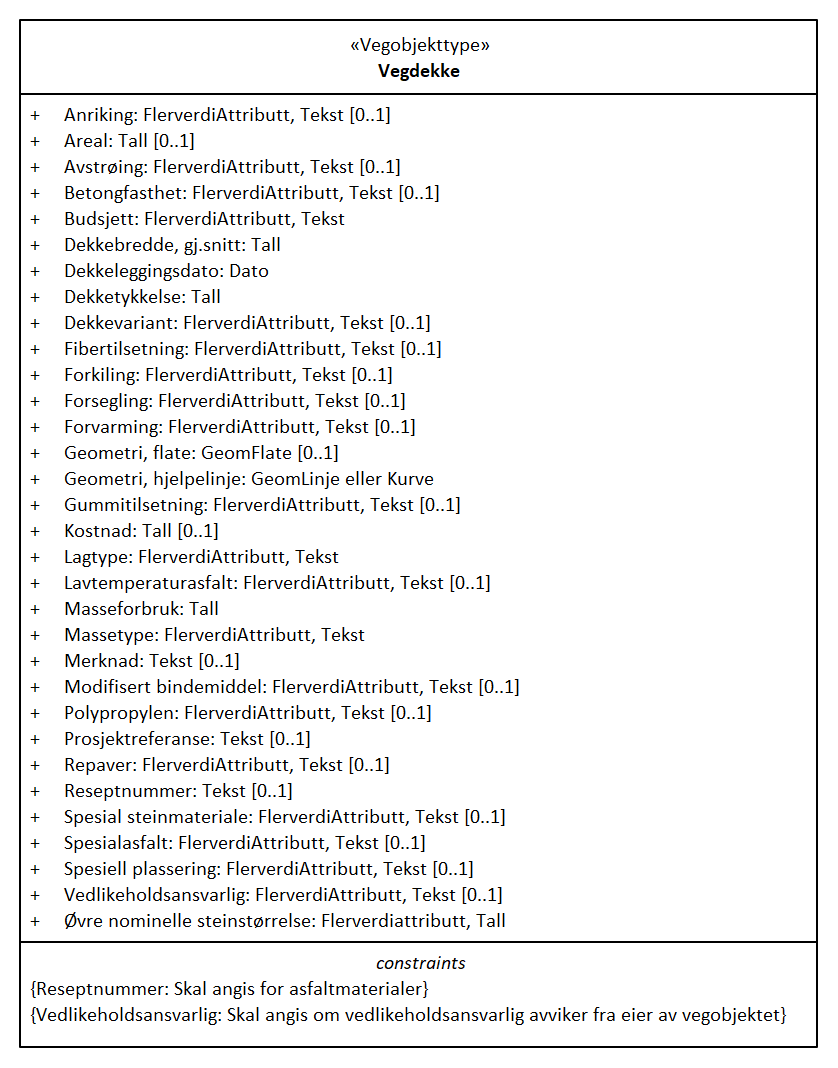 «Vegobjekttype»
Vegdekke
+ Anriking: FlerverdiAttributt, Tekst [0..1]
+ Areal: Tall [0..1]
+ Avstrøing: FlerverdiAttributt, Tekst [0..1]
+ Betongfasthet: FlerverdiAttributt, Tekst [0..1]
+ Budsjett: FlerverdiAttributt, Tekst
+ Dekkebredde, gj.snitt: Tall
+ Dekkeleggingsdato: Dato
+ Dekketykkelse: Tall
+ Dekkevariant: FlerverdiAttributt, Tekst [0..1]
+ Fibertilsetning: FlerverdiAttributt, Tekst [0..1]
+ Forkiling: FlerverdiAttributt, Tekst [0..1]
+ Forsegling: FlerverdiAttributt, Tekst [0..1]
+ Forvarming: FlerverdiAttributt, Tekst [0..1]
+ Geometri, flate: GeomFlate [0..1]
+ Geometri, hjelpelinje: GeomLinje eller Kurve
+ Gummitilsetning: FlerverdiAttributt, Tekst [0..1]
+ Kostnad: Tall [0..1]
+ Lagtype: FlerverdiAttributt, Tekst
+ Lavtemperaturasfalt: FlerverdiAttributt, Tekst [0..1]
+ Masseforbruk: Tall
+ Massetype: FlerverdiAttributt, Tekst
+ Merknad: Tekst [0..1]
+ Modifisert bindemiddel: FlerverdiAttributt, Tekst [0..1]
+ Polypropylen: FlerverdiAttributt, Tekst [0..1]
+ Prosjektreferanse: Tekst [0..1]
+ Repaver: FlerverdiAttributt, Tekst [0..1]
+ Reseptnummer: Tekst [0..1]
+ Spesial steinmateriale: FlerverdiAttributt, Tekst [0..1]
+ Spesialasfalt: FlerverdiAttributt, Tekst [0..1]
+ Spesiell plassering: FlerverdiAttributt, Tekst [0..1]
+ Vedlikeholdsansvarlig: FlerverdiAttributt, Tekst [0..1]
+ Øvre nominelle steinstørrelse: Flerverdiattributt, Tall
constraints
{Reseptnummer: Skal angis for asfaltmaterialer}
{Vedlikeholdsansvarlig: Skal angis om vedlikeholdsansvarlig avviker fra eier av vegobjektet}